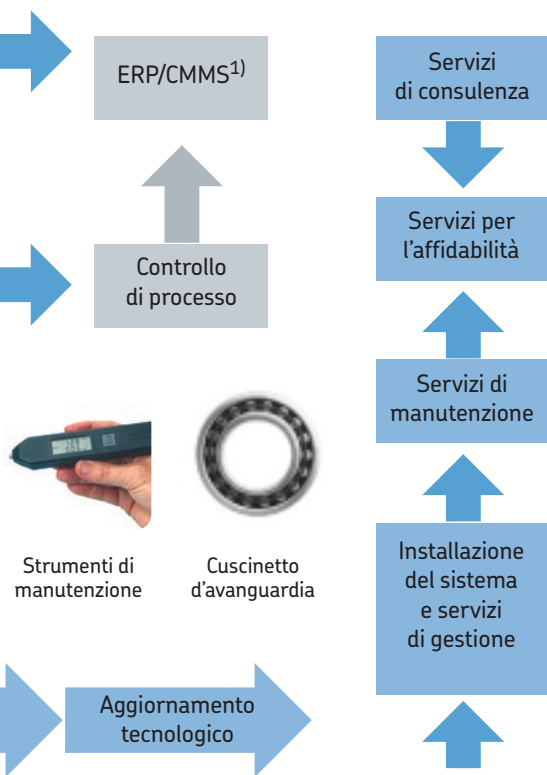 ERP/CMMS1)
Controllo
di processo
Strumenti di
manutenzione
Cuscinetto
d'avanguardia
Aggiornamento
tecnologico
Servizi
di consulenza
Servizi per
l'affidabilità
Servizi di
manutenzione
Installazione
del sistema
e servizi
di gestione